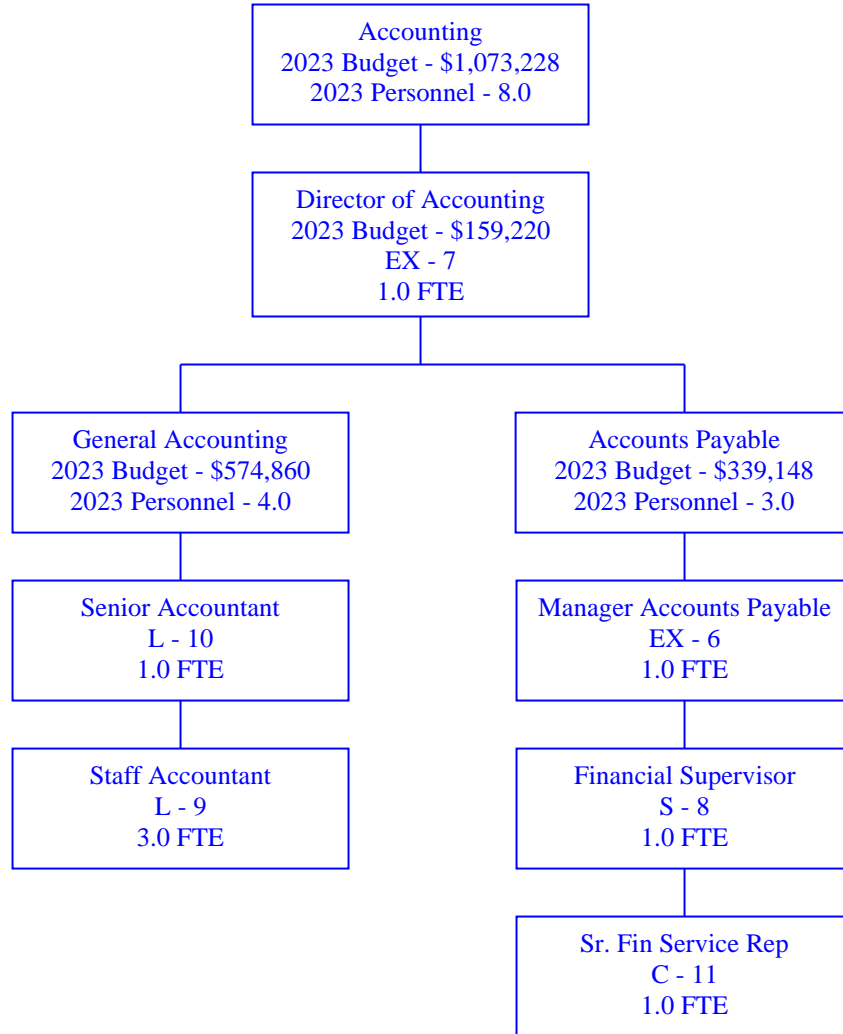 Accounting
2023 Budget - $1,073,228
2023 Personnel - 8.0
Director of Accounting
2023 Budget - $159,220
EX - 7
1.0 FTE
General Accounting
2023 Budget - $574,860
2023 Personnel - 4.0
Accounts Payable
2023 Budget - $339,148
2023 Personnel - 3.0
Senior Accountant
L - 10
1.0 FTE
Manager Accounts Payable
EX - 6
1.0 FTE
Staff Accountant
L - 9
3.0 FTE
Financial Supervisor
S - 8
1.0 FTE
Sr. Fin Service Rep
C - 11
1.0 FTE